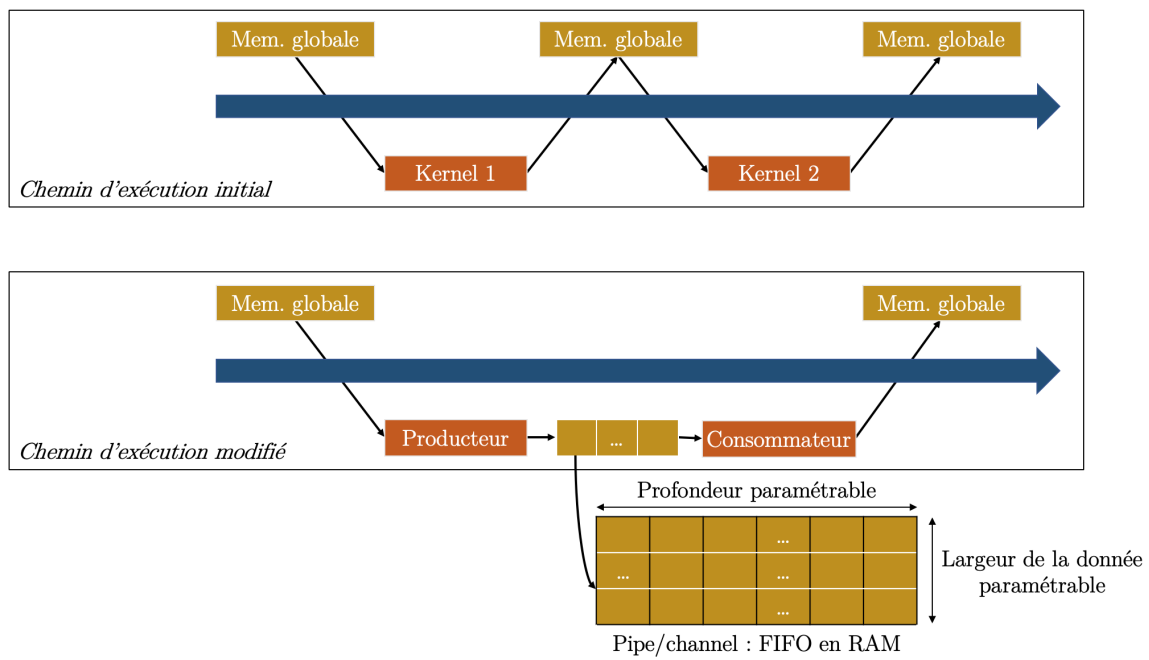 Mem. globale
Mem. globale
Mem. globale
Kernel 1
Kernel 2
Chemin d'exécution initial
Mem. globale
Mem. globale
Producteur
...
Consommateur
Chemin d'exécution modifié
Profondeur paramétrable
...
... ...
...
Largeur de la donnée
paramétrable
Pipe/channel : FIFO en RAM